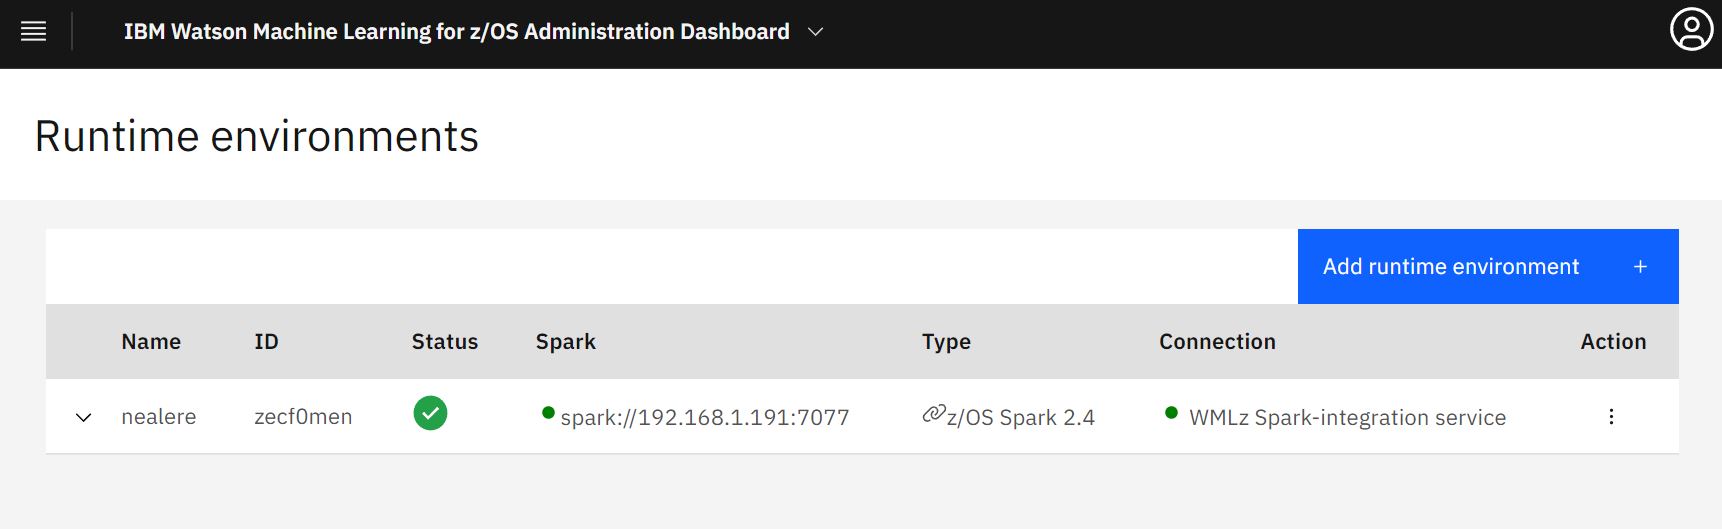 IBM Watson Machine Learning for z/OS Administration Dashboard
Runtime environments
Add runtime environment +
Name ID Status Spark Type Connection Action
nealere zecf0men spark://192.168.1.191:7077 z/OS Spark 2.4 WMLz Spark-integration service